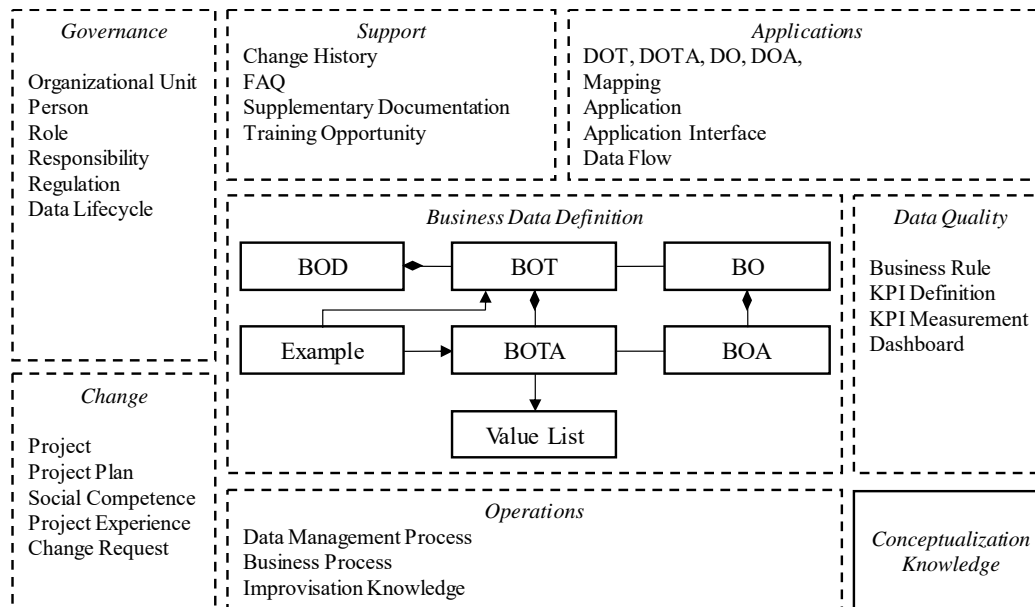 Governance
Organizational Unit
Person
Role
Responsibility
Regulation
Data Lifecycle
Support
Change History
FAQ
Supplementary Documentation
Training Opportunity
Applications
DOT, DOTA, DO, DOA,
Mapping
Application
Application Interface
Data Flow
Business Data Definition
BOD
BOT
BO
Example
BOTA
BOA
Value List
Data Quality
Business Rule
KPI Definition
KPI Measurement
Dashboard
Change
Project
Project Plan
Social Competence
Project Experience
Change Request
Operations
Data Management Process
Business Process
Improvisation Knowledge
Conceptualization
Knowledge